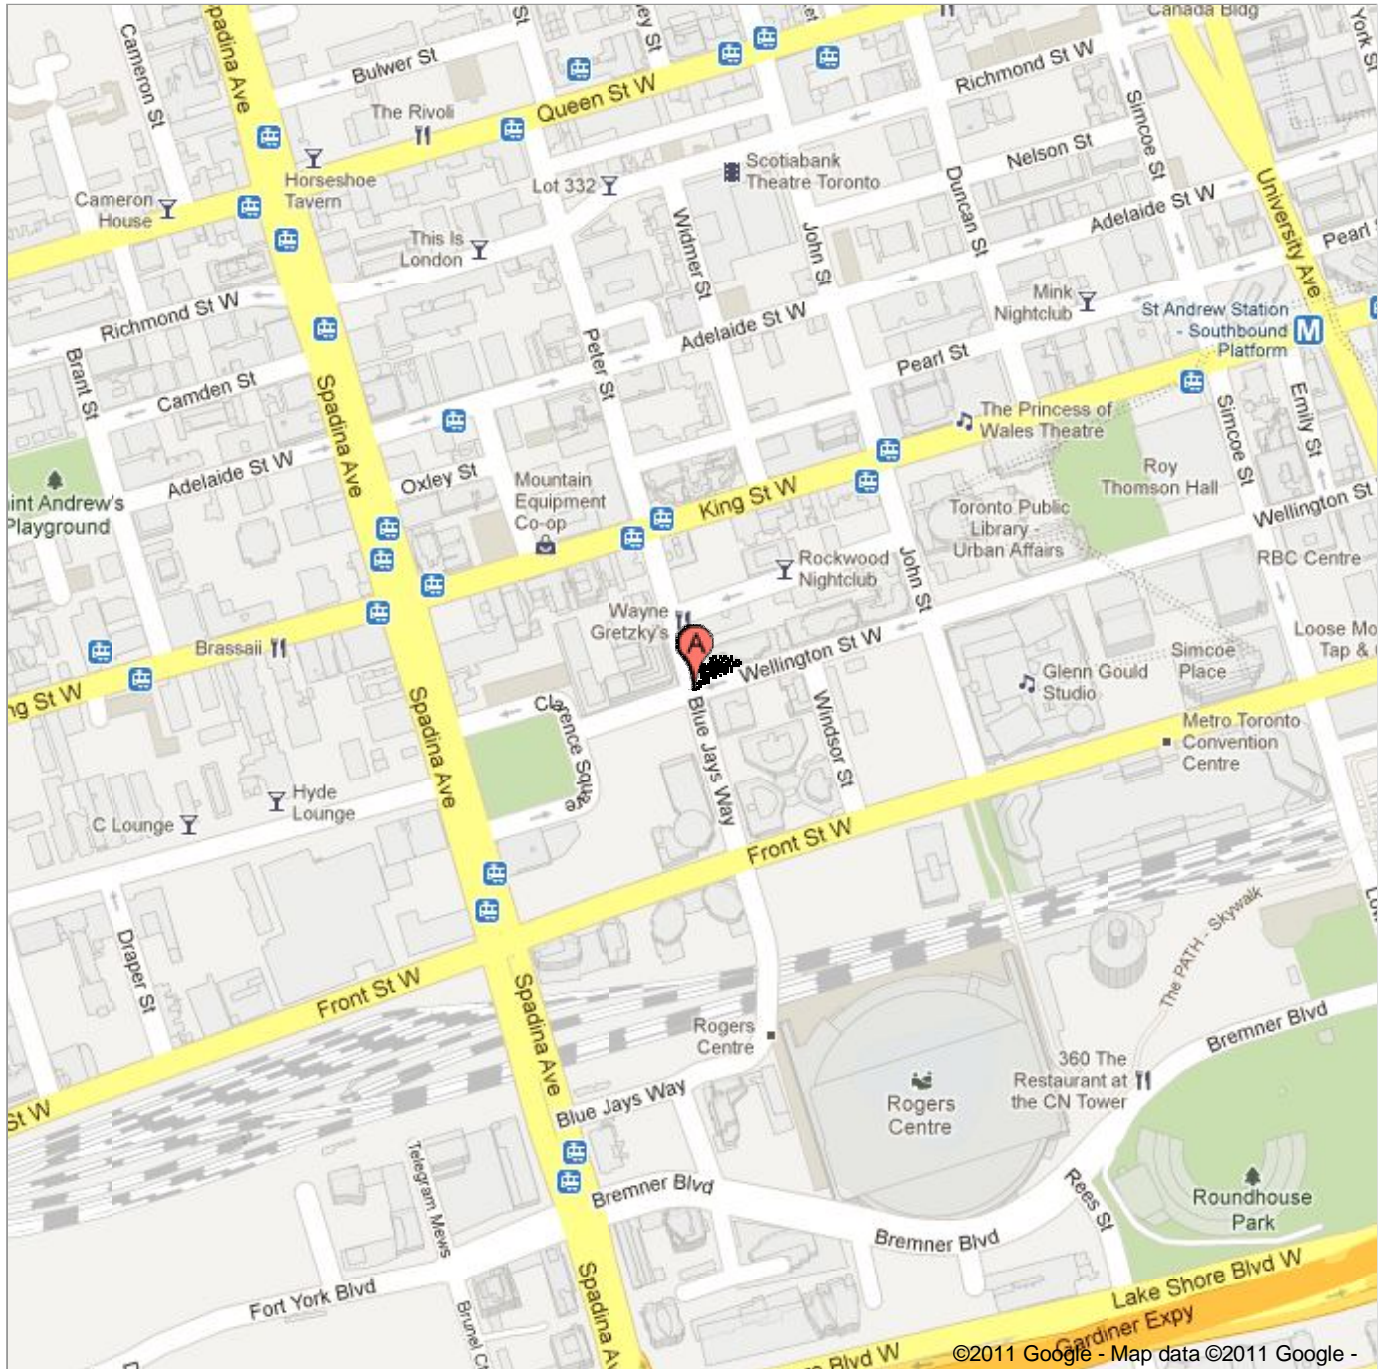 Canada Bldg
York St
Cameron St
Spadina Ave
St
ey St
et
Bulwer St
Queen St W
Richmond St W
Simcoe St
The Rivoli
Horseshoe
Tavern
Cameron
House
Lot 332
Scotiabank
Theatre Toronto
Nelson St
Duncan St
Adelaide St W
University Ave
Pearl
This Is
London
Widmer St
John St
Mink
Nightclub
St Andrew Station
- Southbound
Platform
M
Richmond St W
Brant St
Camden St
Spadina Ave
Peter St
Adelaide St W
Pearl St
The Princess of
Wales Theatre
Simcoe St
Emily St
Adelaide St W
Oxley St
Mountain
Equipment
Co-op
King St W
Roy
Thomson Hall
Toronto Public
Library -
Urban Affairs
Wellington St
RBC Centre
int Andrew's
Playground
Rockwood
Nightclub
John St
Wayne
Gretzky's
A
Wellington St W
Brassaii
ng St W
Simcoe
Place
Loose Mo
Tap &
Glenn Gould
Studio
Metro Toronto
Convention
Centre
Clarence Square
Blue Jays Way
Windsor St
Spadina Ave
Hyde
Lounge
C Lounge
Front St W
Draper St
Front St W
Spadina Ave
The PATH - Skywalk
Rogers
Centre
Bremner Blvd
360 The
Restaurant at
the CN Tower
Rogers
Centre
St W
Blue Jays Way
Telegram Mews
Bremner Blvd
Rees St
Roundhouse
Park
Bremner Blvd
Fort York Blvd
Brunel C
Spadina Av
Lake Shore Blvd W
Gardiner Expy
Blvd W
©2011 Google - Map data ©2011 Google -